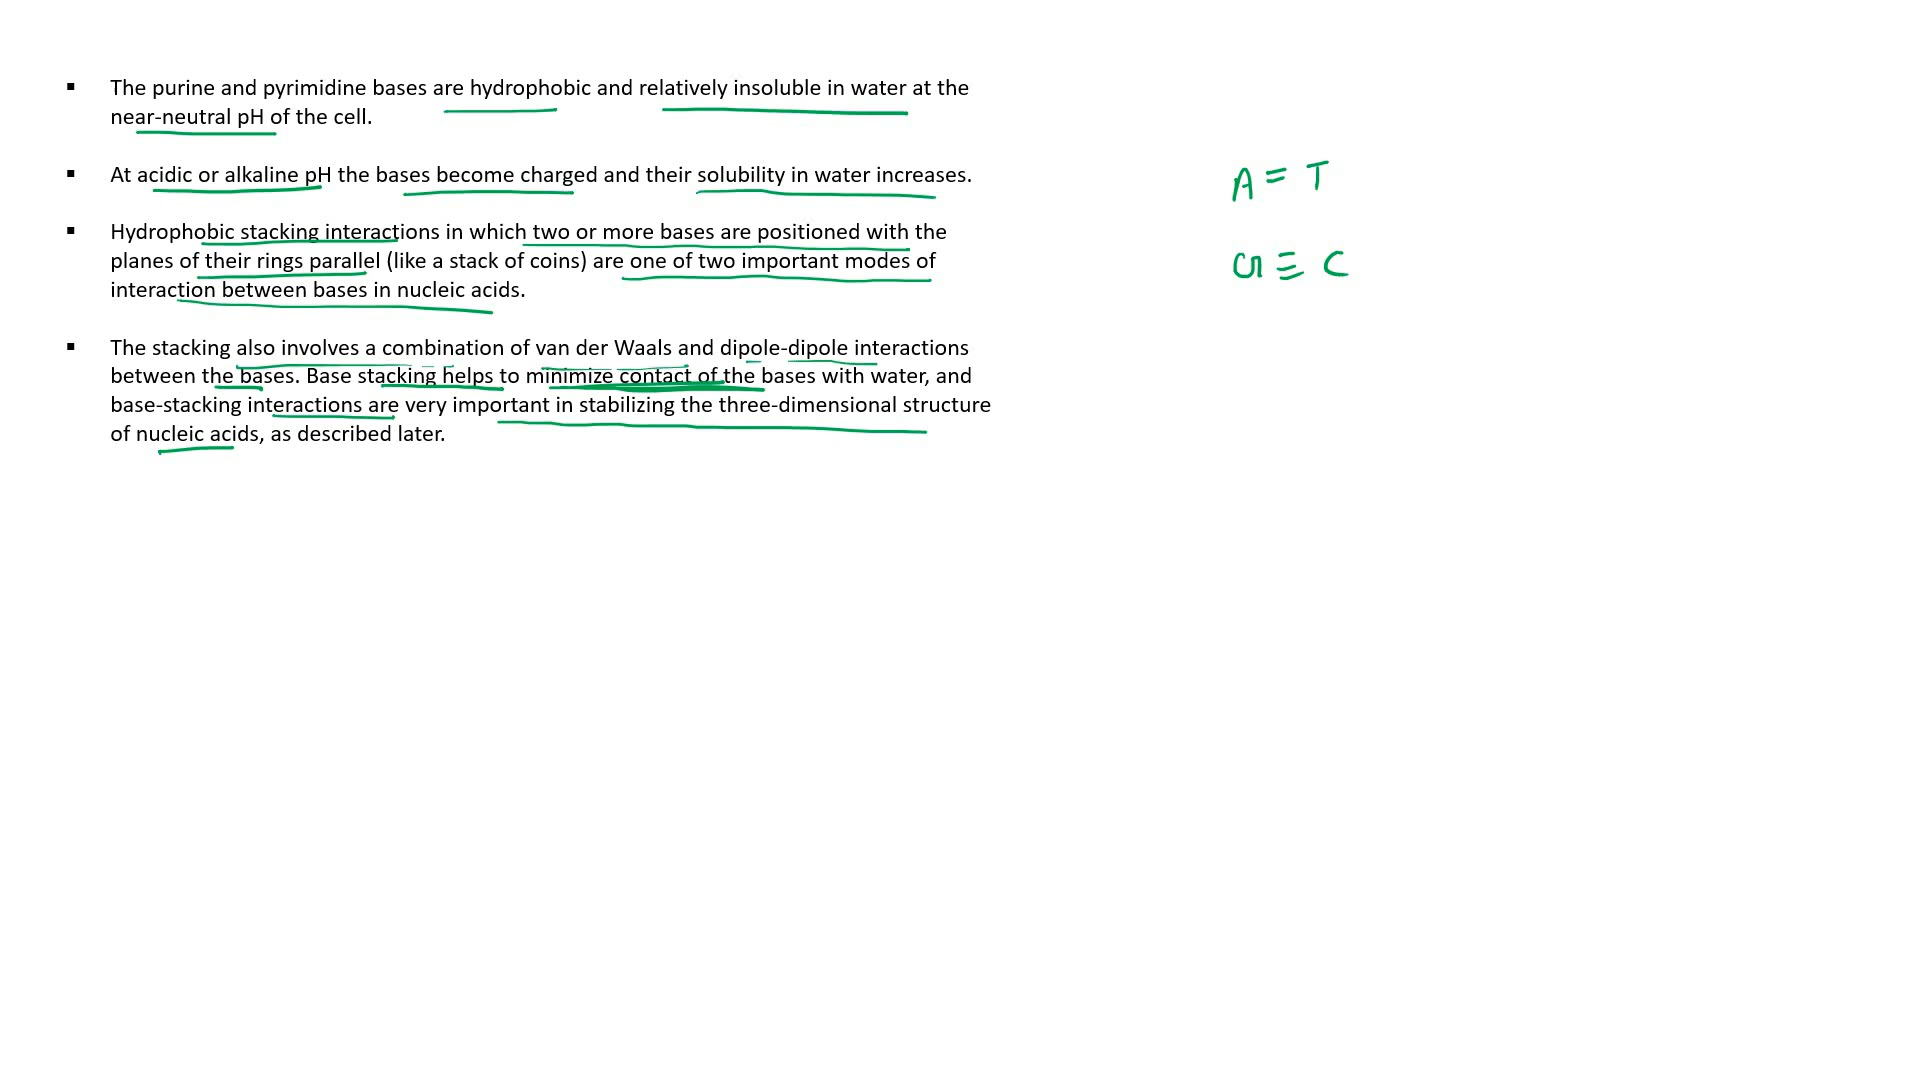 ▪ The purine and pyrimidine bases are hydrophobic and relatively insoluble in water at the
near-neutral pH of the cell.
▪ At acidic or alkaline pH the bases become charged and their solubility in water increases.
▪ Hydrophobic stacking interactions in which two or more bases are positioned with the
planes of their rings parallel (like a stack of coins) are one of two important modes of
interaction between bases in nucleic acids.
▪ The stacking also involves a combination of van der Waals and dipole-dipole interactions
between the bases. Base stacking helps to minimize contact of the bases with water, and
base-stacking interactions are very important in stabilizing the three-dimensional structure
of nucleic acids, as described later.
A = T
G ≡ C